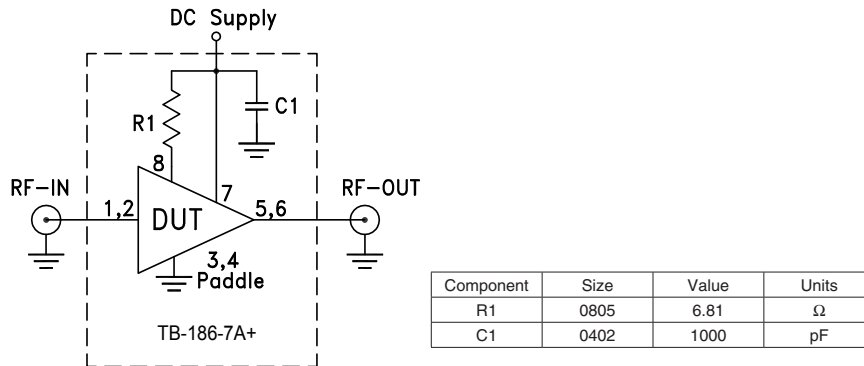 DC Supply
R1
C1
8
7
RF-IN
RF-OUT
1,2
DUT
5,6
3,4
Paddle
TB-186-7A+
Component Size Value Units
R1 0805 6.81 Ω
C1 0402 1000 pF